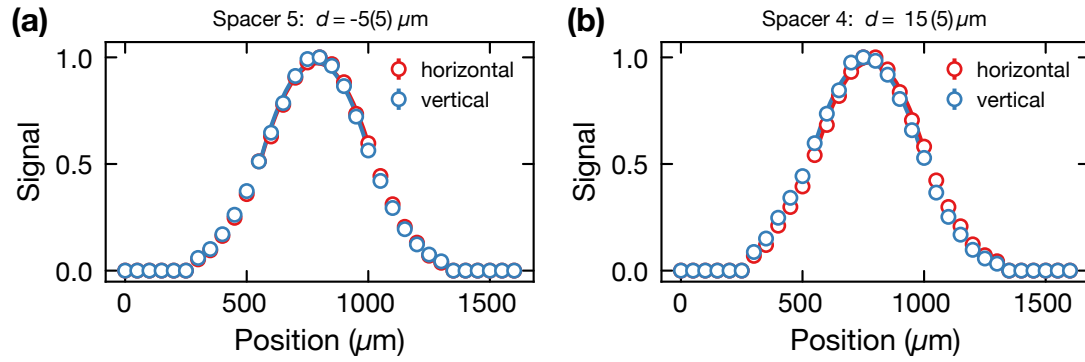 (a)
Spacer 5: d = -5(5) µm
1.0
0.5
0.0
Signal
horizontal
vertical
0 500 1000 1500
Position (µm)
(b)
Spacer 4: d = 15(5) µm
1.0
0.5
0.0
Signal
horizontal
vertical
0 500 1000 1500
Position (µm)